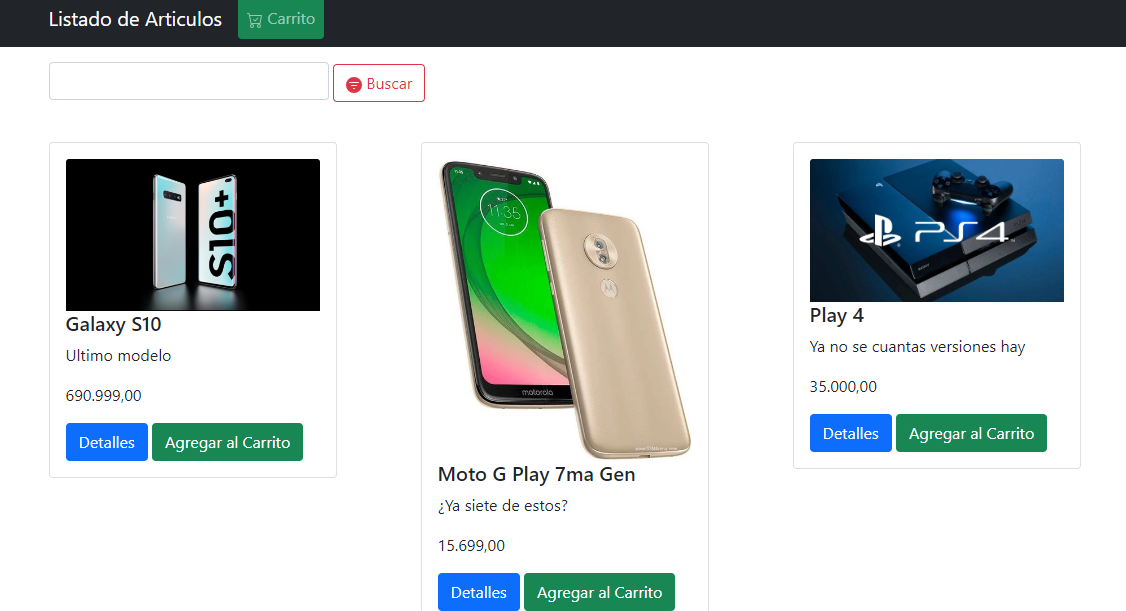 Listado de Articulos
Carrito
Buscar
S10+
Galaxy S10
Ultimo modelo
690.999,00
Detalles
Agregar al Carrito
11:35
motorola
Moto G Play 7ma Gen
¿Ya siete de estos?
15.699,00
Detalles
Agregar al Carrito
PS4
SONY
Play 4
Ya no se cuantas versiones hay
35.000,00
Detalles
Agregar al Carrito